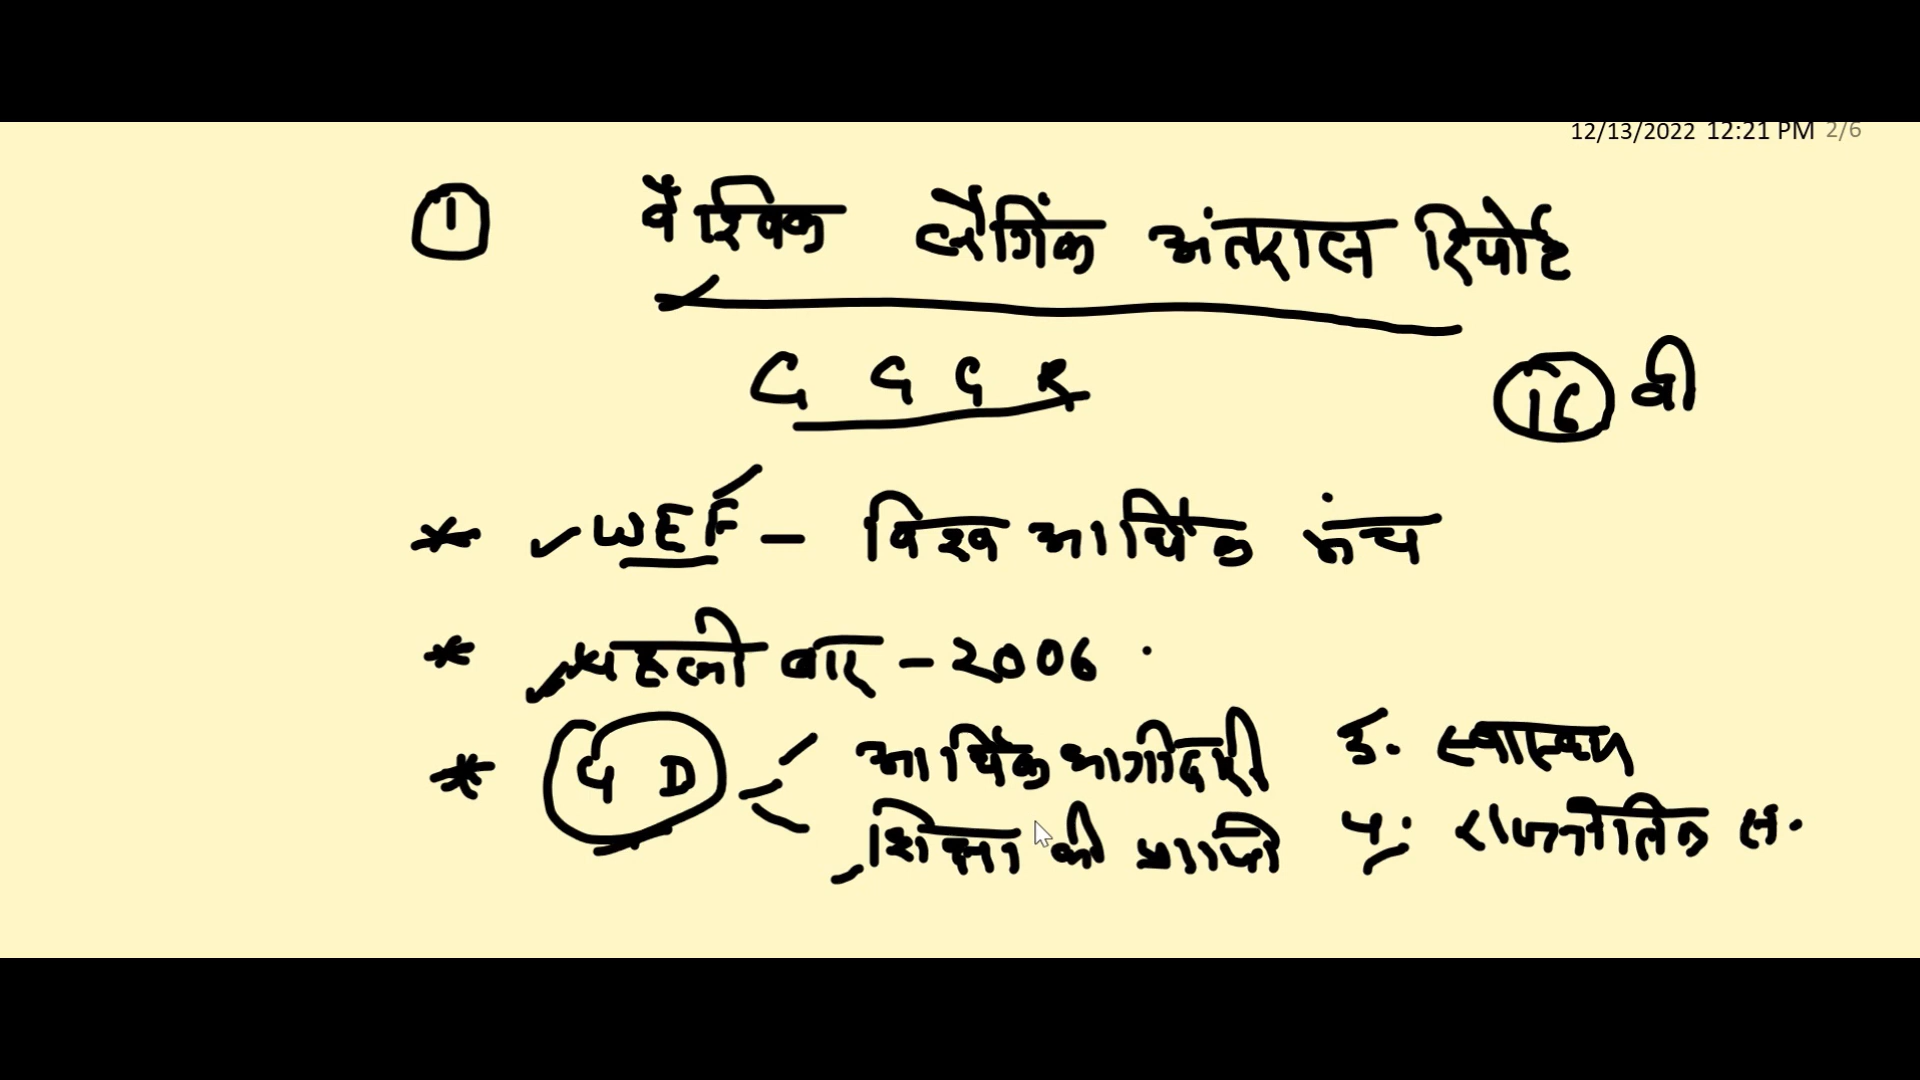 12/13/2022 12:21 PM 2/6
1 वैश्विक लैंगिक अंतराल रिपोर्ट
G G G R 16 वी
* WEF - विश्व आर्थिक मंच
* पहली बार - 2006
* 4 D आर्थिक भागीदारी 3. स्वास्थ्य
शिक्षा की प्राप्ति 4. राजनीतिक स.